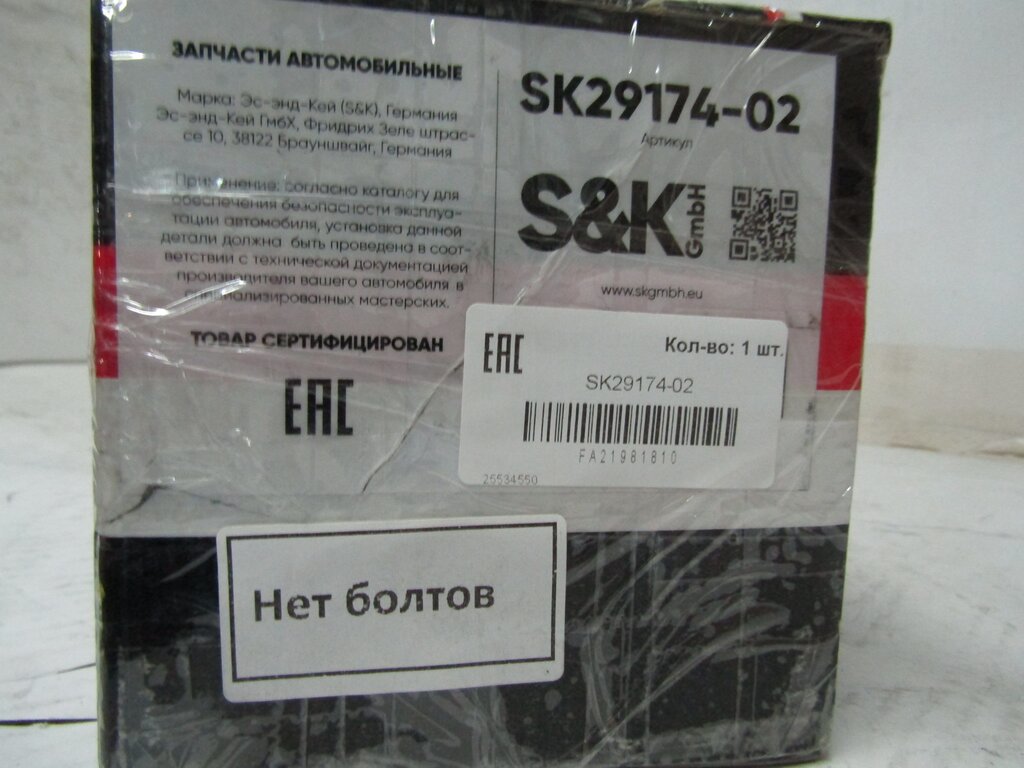 ЗАПЧАСТИ АВТОМОБИЛЬНЫЕ
Марка: Эс-энд-Кей (S&K), Германия
Эс-энд-Кей ГмбХ, Фридрих Зеле штрас-
се 10, 38122 Брауншвайг, Германия
Применение: согласно каталогу для
обеспечения безопасности эксплуа-
тации автомобиля, установка данной
детали должна быть проведена в соот-
ветствии с технической документацией
производителя вашего автомобиля в
специализированных мастерских.
ТОВАР СЕРТИФИЦИРОВАН
EAC
SK29174-02
Артикул
S&K GmbH
www.skgmbh.eu
EAC
Кол-во: 1 шт.
SK29174-02
FA21981810
25534550
Нет болтов